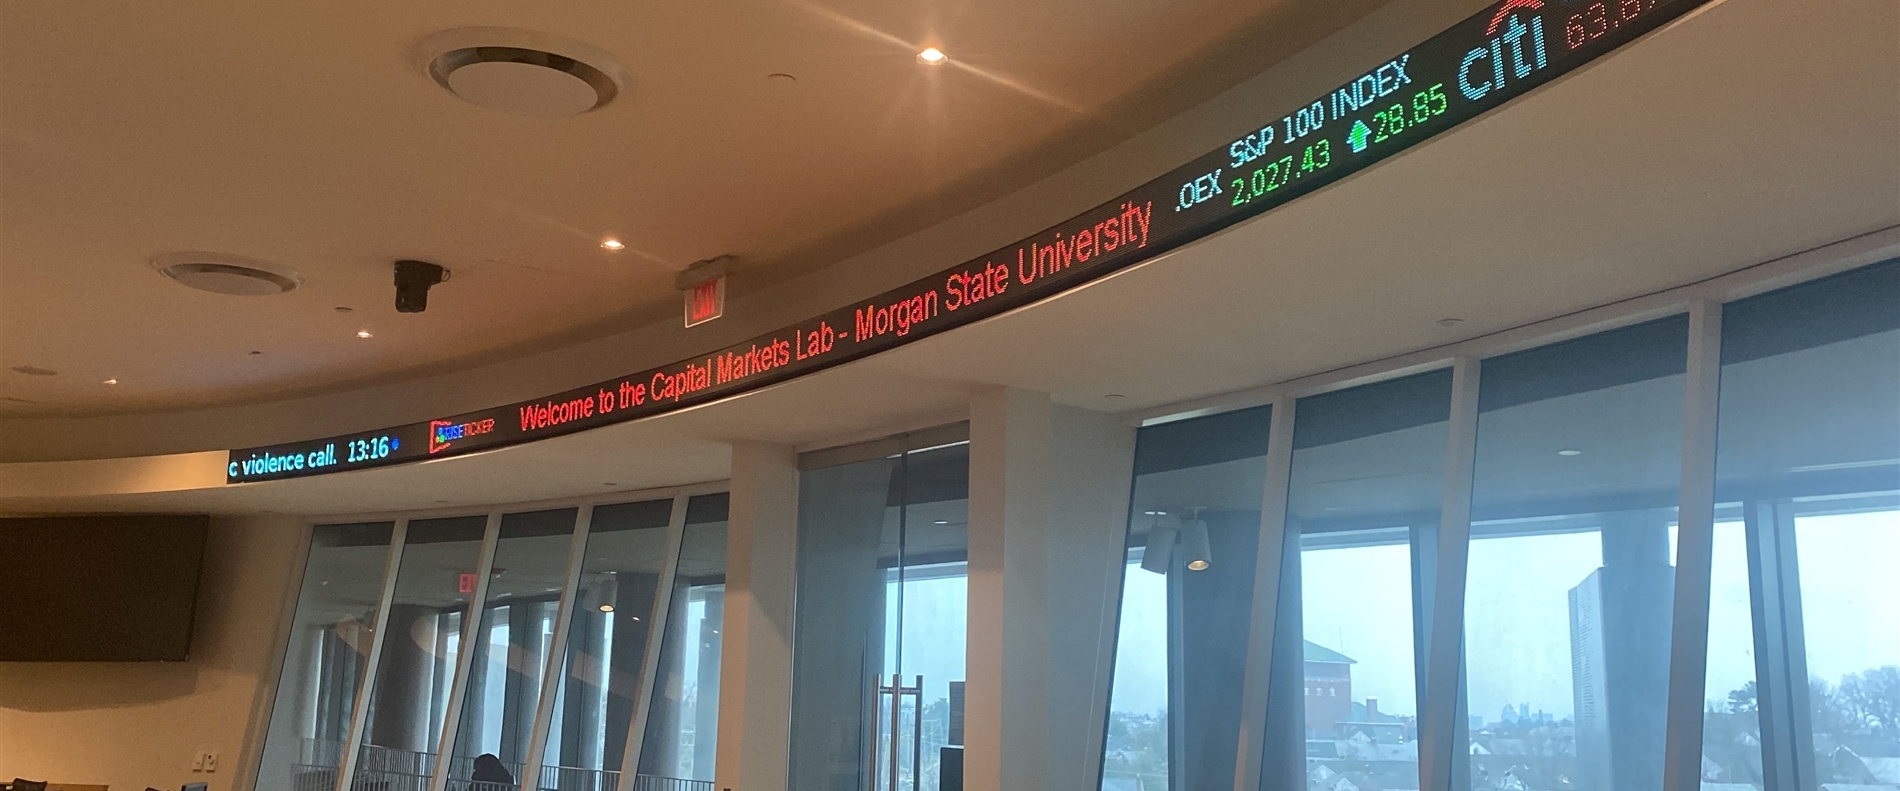 c violence call. 13:16
RISETICKER
Welcome to the Capital Markets Lab - Morgan State University
.OEX
S&P 100 INDEX
2,027.43 28.85
citi
EXIT